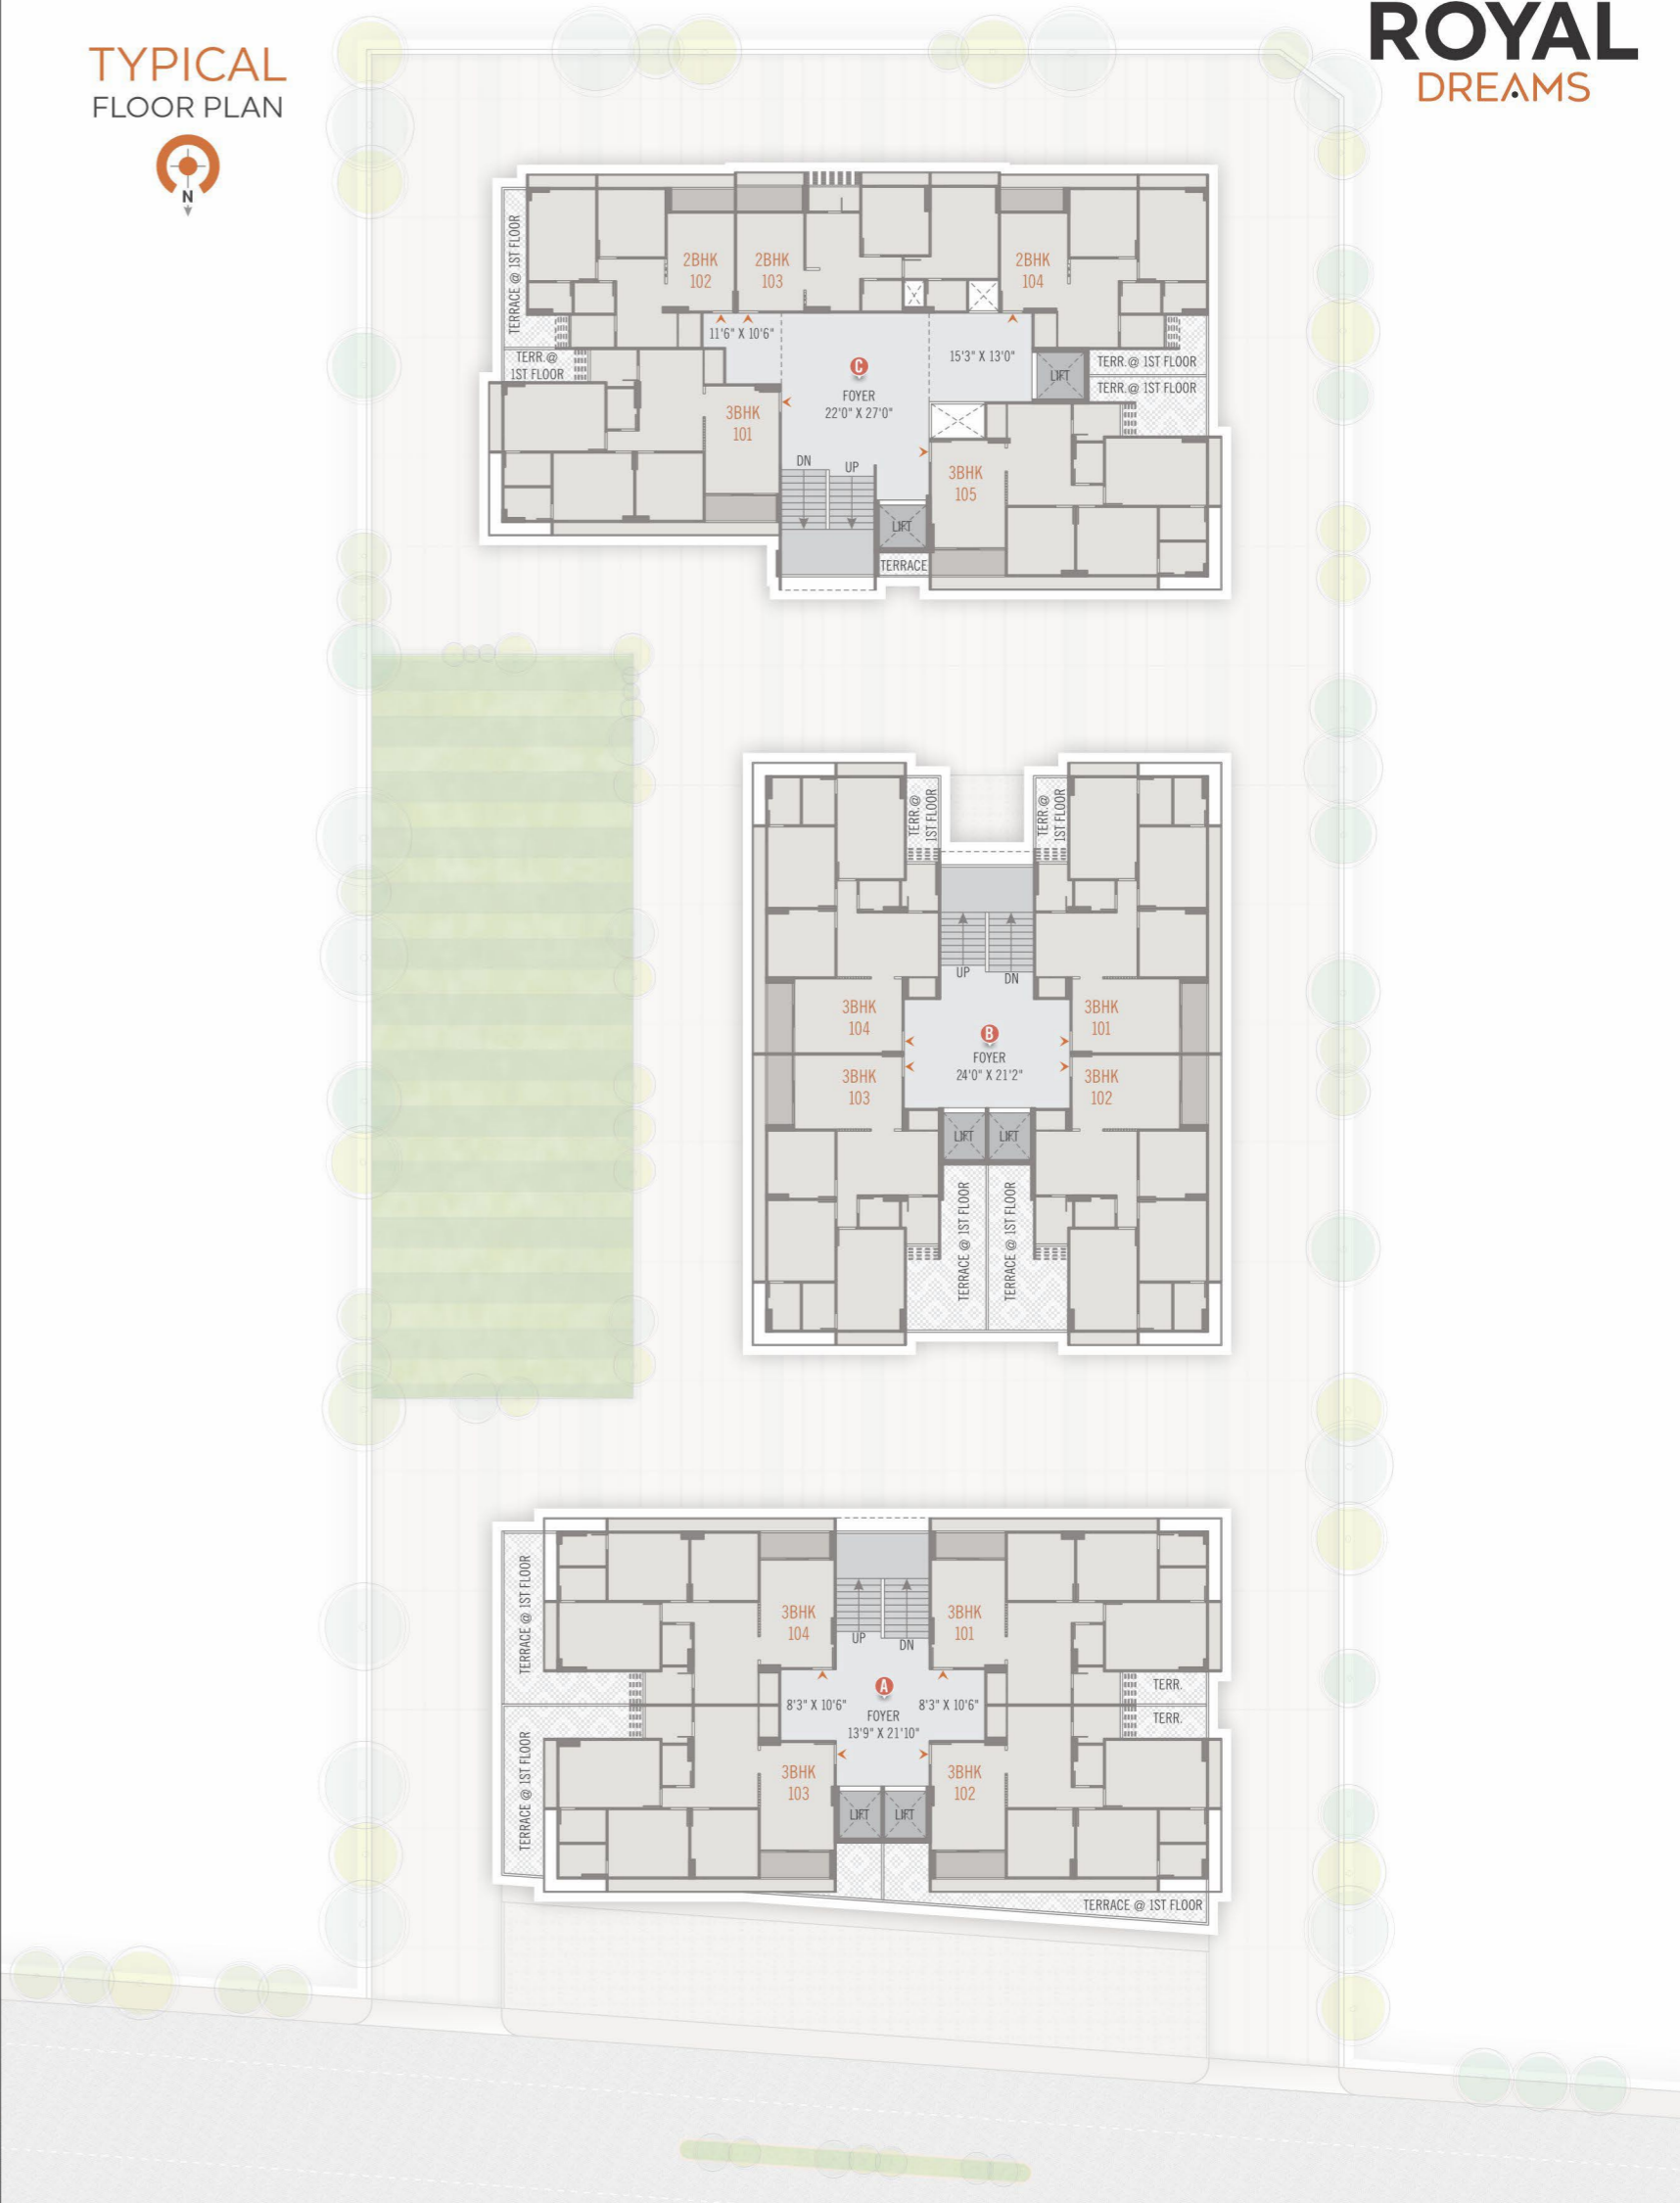 TYPICAL
FLOOR PLAN
N
ROYAL
DREAMS
TERRACE @ 1ST FLOOR
2BHK
102
2BHK
103
2BHK
104
11'6" X 10'6"
15'3" X 13'0"
TERR.@
1ST FLOOR
C
FOYER
22'0" X 27'0"
LIFT
TERR.@ 1ST FLOOR
TERR.@ 1ST FLOOR
3BHK
101
DN
UP
3BHK
105
LIFT
TERRACE
TERR.@
1ST FLOOR
TERR.@
1ST FLOOR
UP
DN
3BHK
104
3BHK
101
B
FOYER
24'0" X 21'2"
3BHK
103
3BHK
102
LIFT
LIFT
TERRACE @ 1ST FLOOR
TERRACE @ 1ST FLOOR
TERRACE @ 1ST FLOOR
3BHK
104
3BHK
101
UP
DN
8'3" X 10'6"
A
8'3" X 10'6"
FOYER
13'9" X 21'10"
TERR.
TERR.
TERRACE @ 1ST FLOOR
3BHK
103
3BHK
102
LIFT
LIFT
TERRACE @ 1ST FLOOR